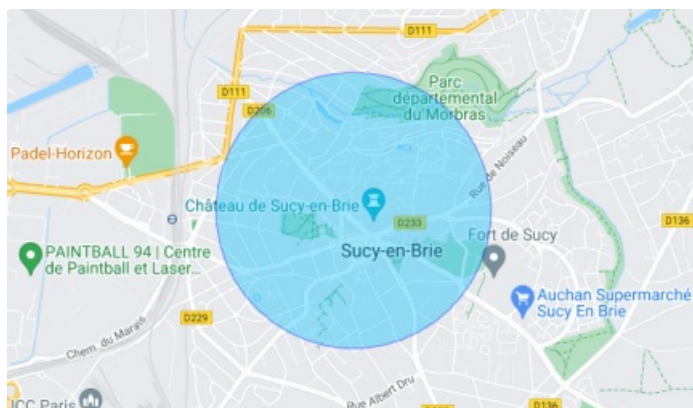 D111
Parc
départemental
du Morbras
D111
D206
Padel-Horizon
Rue de Noiseau
Château de Sucy-en-Brie
D233
D136
Fort de Sucy
Sucy-en-Brie
PAINTBALL 94 | Centre
de Paintball et Laser...
Auchan Supermarché
Sucy En Brie
D229
Chem. du Marais
Rue Albert Dru
ICC Paris
D136